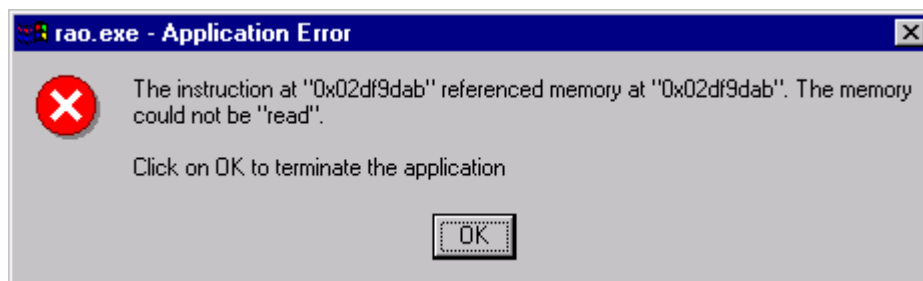 rao.exe - Application Error
The instruction at "0x02df9dab" referenced memory at "0x02df9dab". The memory
could not be "read".
Click on OK to terminate the application
OK